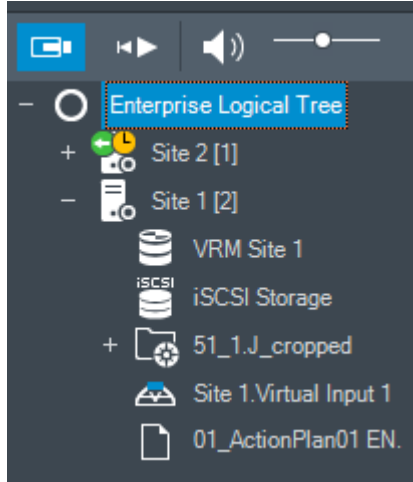 Enterprise Logical Tree
Site 2 [1]
Site 1 [2]
VRM Site 1
iSCSI
iSCSI Storage
51_1.J_cropped
Site 1.Virtual Input 1
01_ActionPlan01 EN.